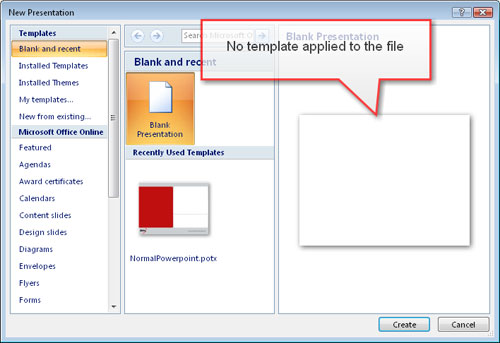 New Presentation
Templates
Blank and recent
Installed Templates
Installed Themes
My templates...
New from existing...
Microsoft Office Online
Featured
Agendas
Award certificates
Calendars
Content slides
Design slides
Diagrams
Envelopes
Flyers
Forms
Search Microsoft O
Blank and recent
Blank
Presentation
Recently Used Templates
NormalPowerpoint.potx
Blank Presentation
No template applied to the file
Create
Cancel